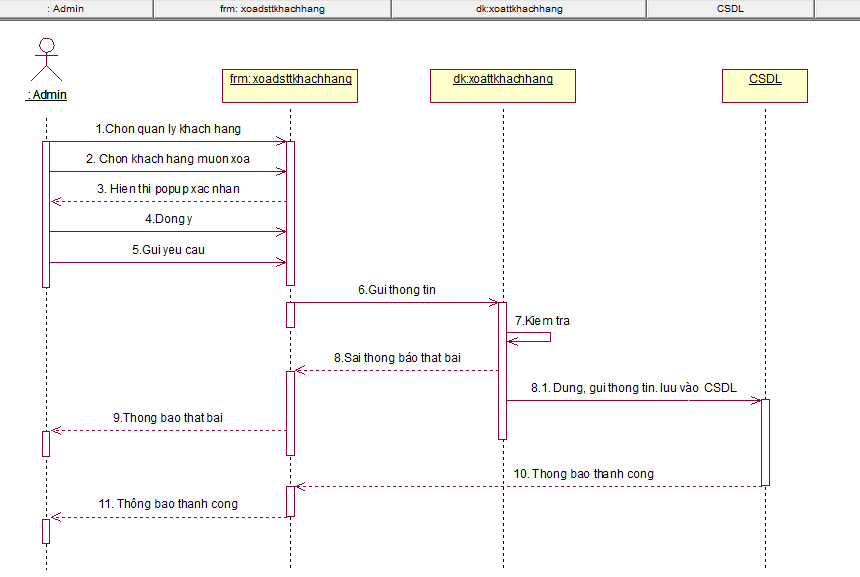 : Admin
frm: xoadsttkhachhang
dk:xoattkhachhang
CSDL
: Admin
frm: xoadsttkhachhang
dk:xoattkhachhang
CSDL
1.Chon quan ly khach hang
2. Chon khach hang muon xoa
3. Hien thi popup xac nhan
4.Dong y
5.Gui yeu cau
6.Gui thong tin
7.Kiem tra
8.Sai thong báo that bai
8.1. Dung, gui thong tin. luu vào CSDL
9.Thong bao that bai
10. Thong bao thanh cong
11. Thông bao thanh cong